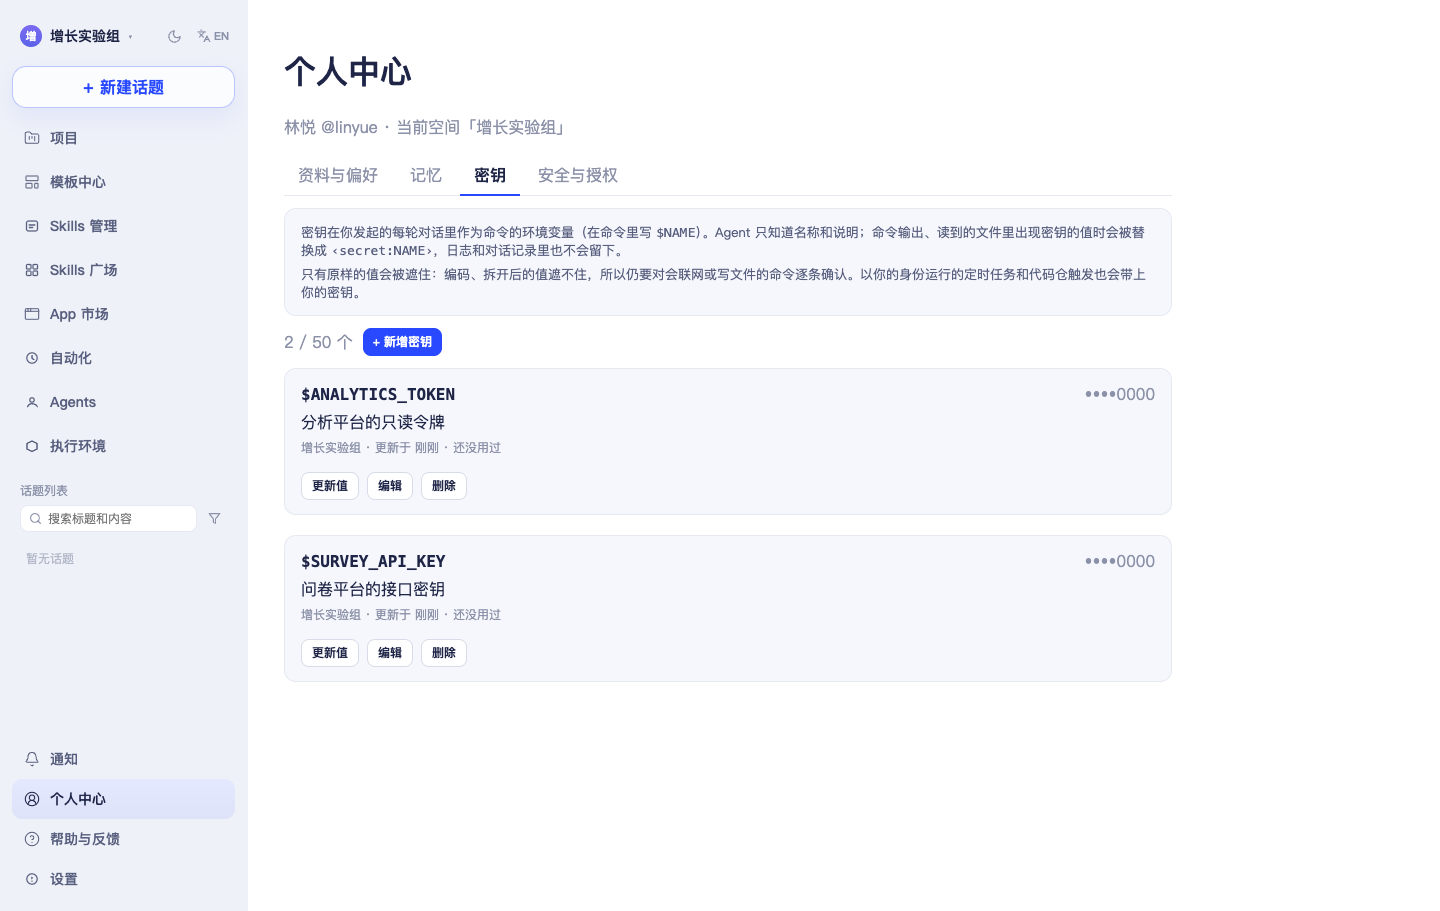 增 增长实验组 EN
+ 新建话题
项目
模板中心
Skills 管理
Skills 广场
App 市场
自动化
Agents
执行环境
话题列表
搜索标题和内容
暂无话题
通知
个人中心
帮助与反馈
设置
个人中心
林悦 @linyue · 当前空间「增长实验组」
资料与偏好 记忆 密钥 安全与授权
密钥在你发起的每轮对话里作为命令的环境变量（在命令里写 $NAME）。Agent 只知道名称和说明；命令输出、读到的文件里出现密钥的值时会被替
换成 ‹secret:NAME›，日志和对话记录里也不会留下。
只有原样的值会被遮住：编码、拆开后的值遮不住，所以仍要对会联网或写文件的命令逐条确认。以你的身份运行的定时任务和代码仓触发也会带上
你的密钥。
2 / 50 个 + 新增密钥
$ANALYTICS_TOKEN ••••0000
分析平台的只读令牌
增长实验组 · 更新于 刚刚 · 还没用过
更新值 编辑 删除
$SURVEY_API_KEY ••••0000
问卷平台的接口密钥
增长实验组 · 更新于 刚刚 · 还没用过
更新值 编辑 删除